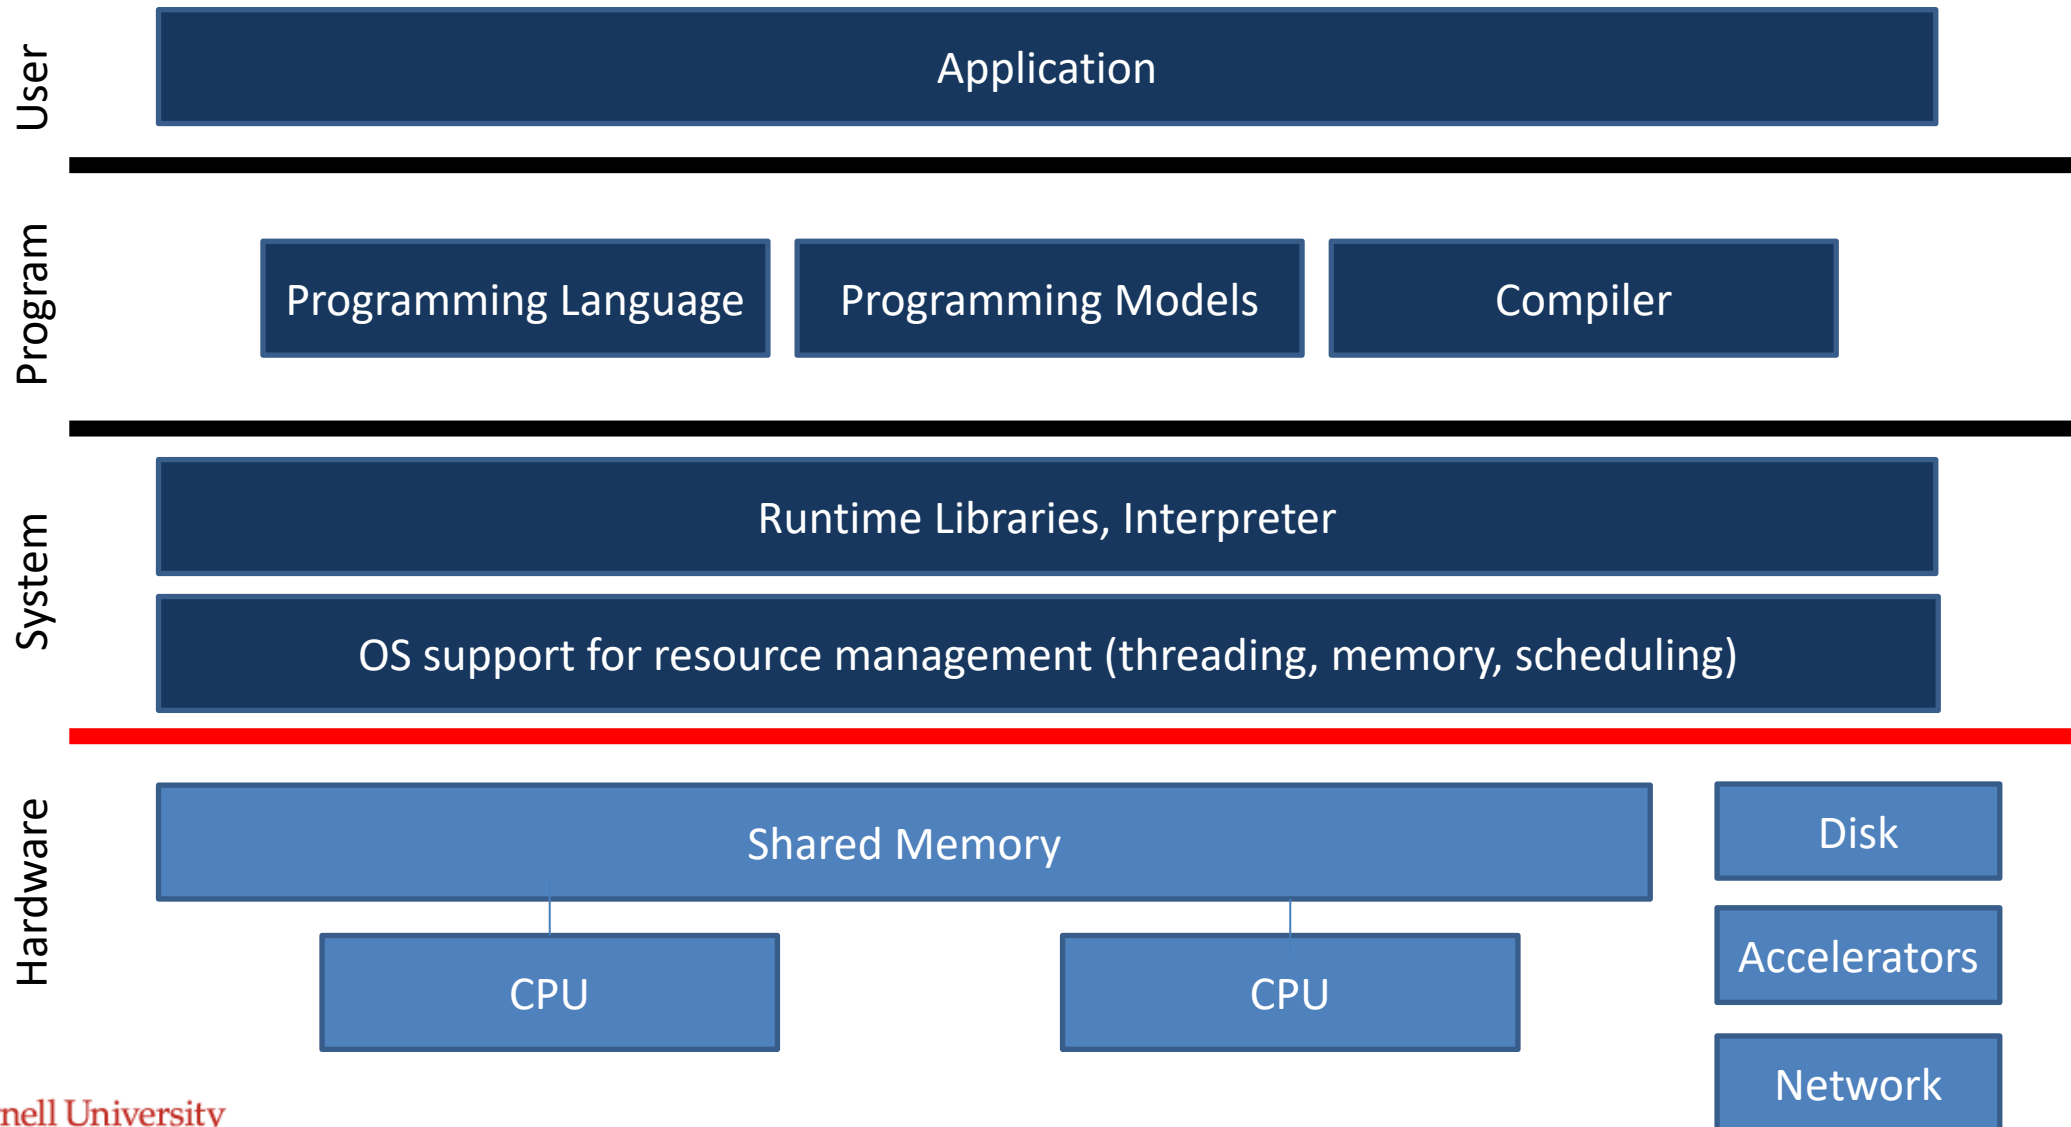 User
Application
Program
Programming Language
Programming Models
Compiler
System
Runtime Libraries, Interpreter
OS support for resource management (threading, memory, scheduling)
Hardware
Shared Memory
Disk
Accelerators
CPU
CPU
Network
nell University